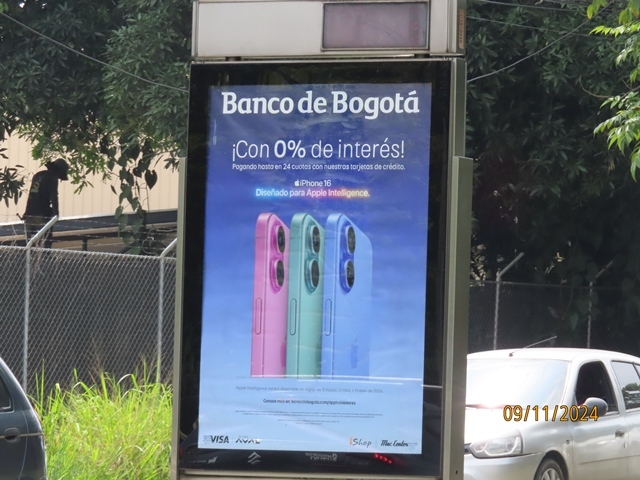 Banco de Bogotá
¡Con 0% de interés!
Pagando hasta en 24 cuotas con nuestras tarjetas de crédito.
iPhone 16
Diseñado para Apple Intelligence.
VISA AVAL iShop Mac Center
09/11/2024